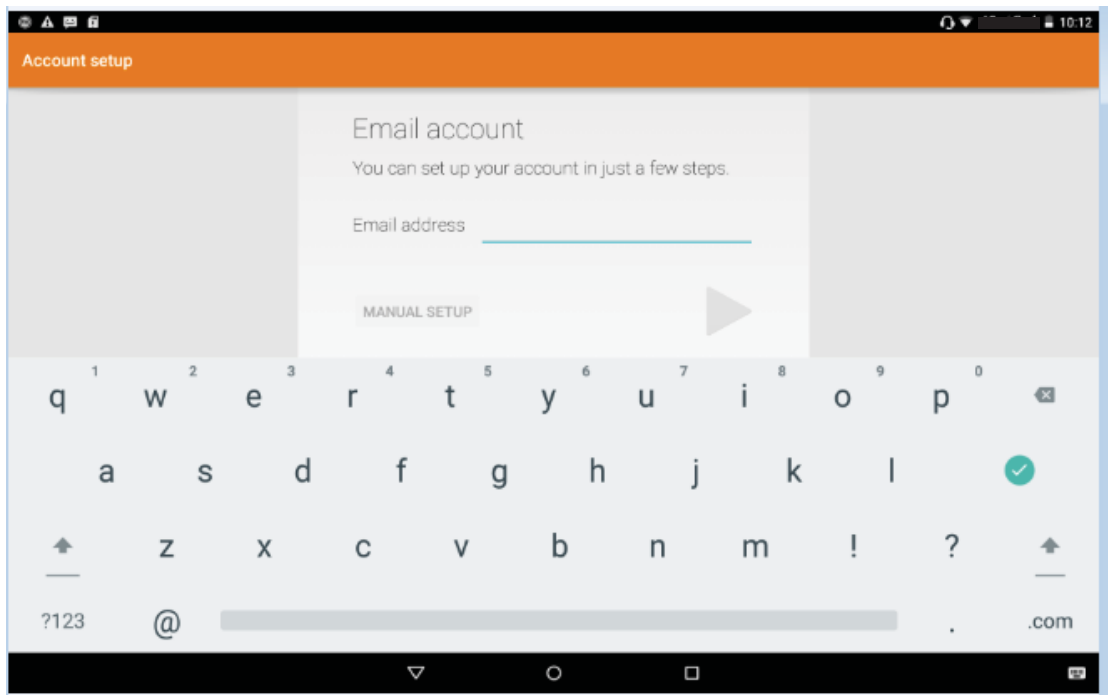 10:12
Account setup
Email account
You can set up your account in just a few steps.
Email address
MANUAL SETUP
1 2 3 4 5 6 7 8 9 0
q w e r t y u i o p
a s d f g h j k l
z x c v b n m ! ?
?123 @ . .com